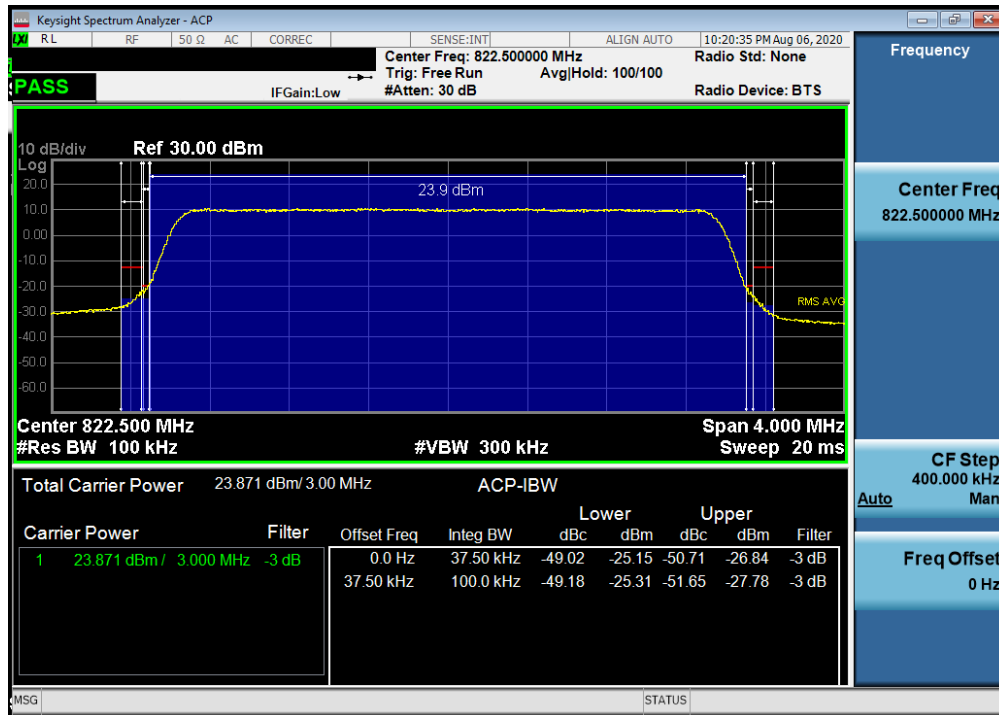 Keysight Spectrum Analyzer - ACP
LXI RL RF 50 Ω AC CORREC SENSE:INT ALIGN AUTO 10:20:35 PM Aug 06, 2020
Center Freq: 822.500000 MHz Radio Std: None
Trig: Free Run Avg|Hold: 100/100
PASS IFGain:Low #Atten: 30 dB Radio Device: BTS
10 dB/div Ref 30.00 dBm
Log
20.0
10.0
0.00
-10.0
-20.0
-30.0
-40.0
-50.0
-60.0
23.9 dBm
RMS AVG
Center 822.500 MHz Span 4.000 MHz
#Res BW 100 kHz #VBW 300 kHz Sweep 20 ms
Total Carrier Power 23.871 dBm/ 3.00 MHz ACP-IBW
Lower Upper
Carrier Power Filter Offset Freq Integ BW dBc dBm dBc dBm Filter
1 23.871 dBm / 3.000 MHz -3 dB 0.0 Hz 37.50 kHz -49.02 -25.15 -50.71 -26.84 -3 dB
37.50 kHz 100.0 kHz -49.18 -25.31 -51.65 -27.78 -3 dB
MSG STATUS
Frequency
Center Freq
822.500000 MHz
CF Step
400.000 kHz
Auto Man
Freq Offset
0 Hz